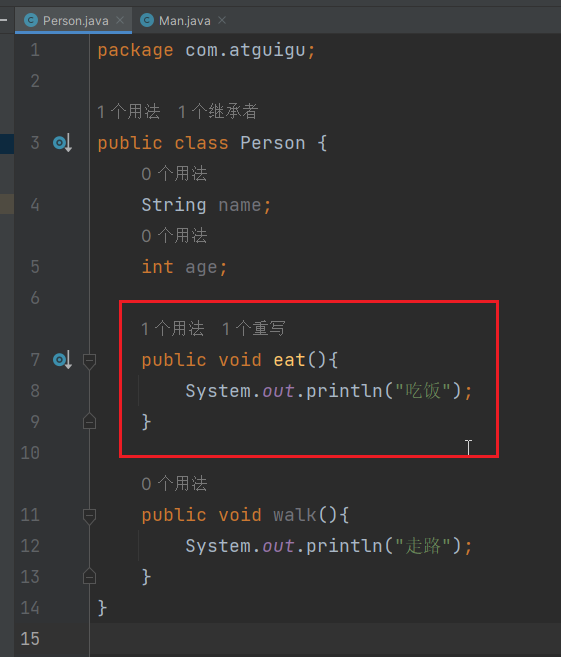 Person.java Man.java
1 package com.atguigu;
2
1 个用法 1 个继承者
3 public class Person {
0 个用法
4 String name;
0 个用法
5 int age;
6
1 个用法 1 个重写
7 public void eat(){
8 System.out.println("吃饭");
9 }
10
0 个用法
11 public void walk(){
12 System.out.println("走路");
13 }
14 }
15